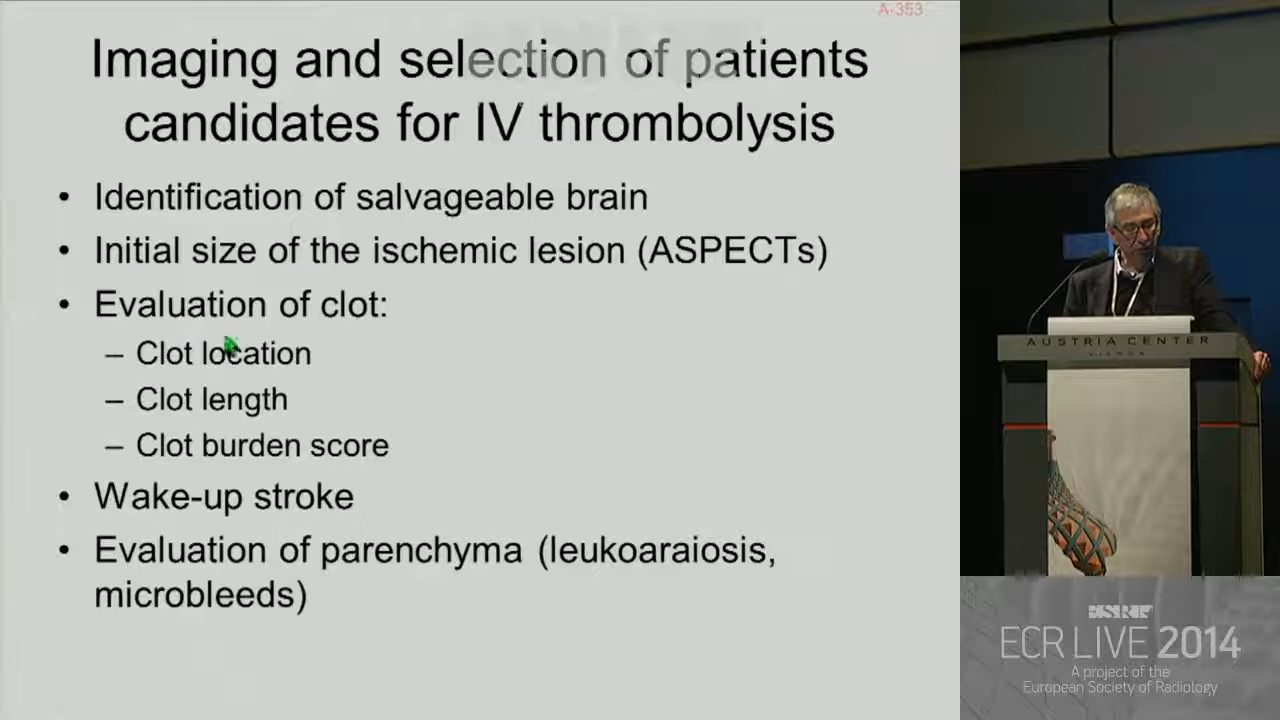 A-353
Imaging and selection of patients
candidates for IV thrombolysis
• Identification of salvageable brain
• Initial size of the ischemic lesion (ASPECTs)
• Evaluation of clot:
– Clot location
– Clot length
– Clot burden score
• Wake-up stroke
• Evaluation of parenchyma (leukoaraiosis,
microbleeds)
AUSTRIA CENTER
ECR LIVE 2014
A project of the
European Society of Radiology